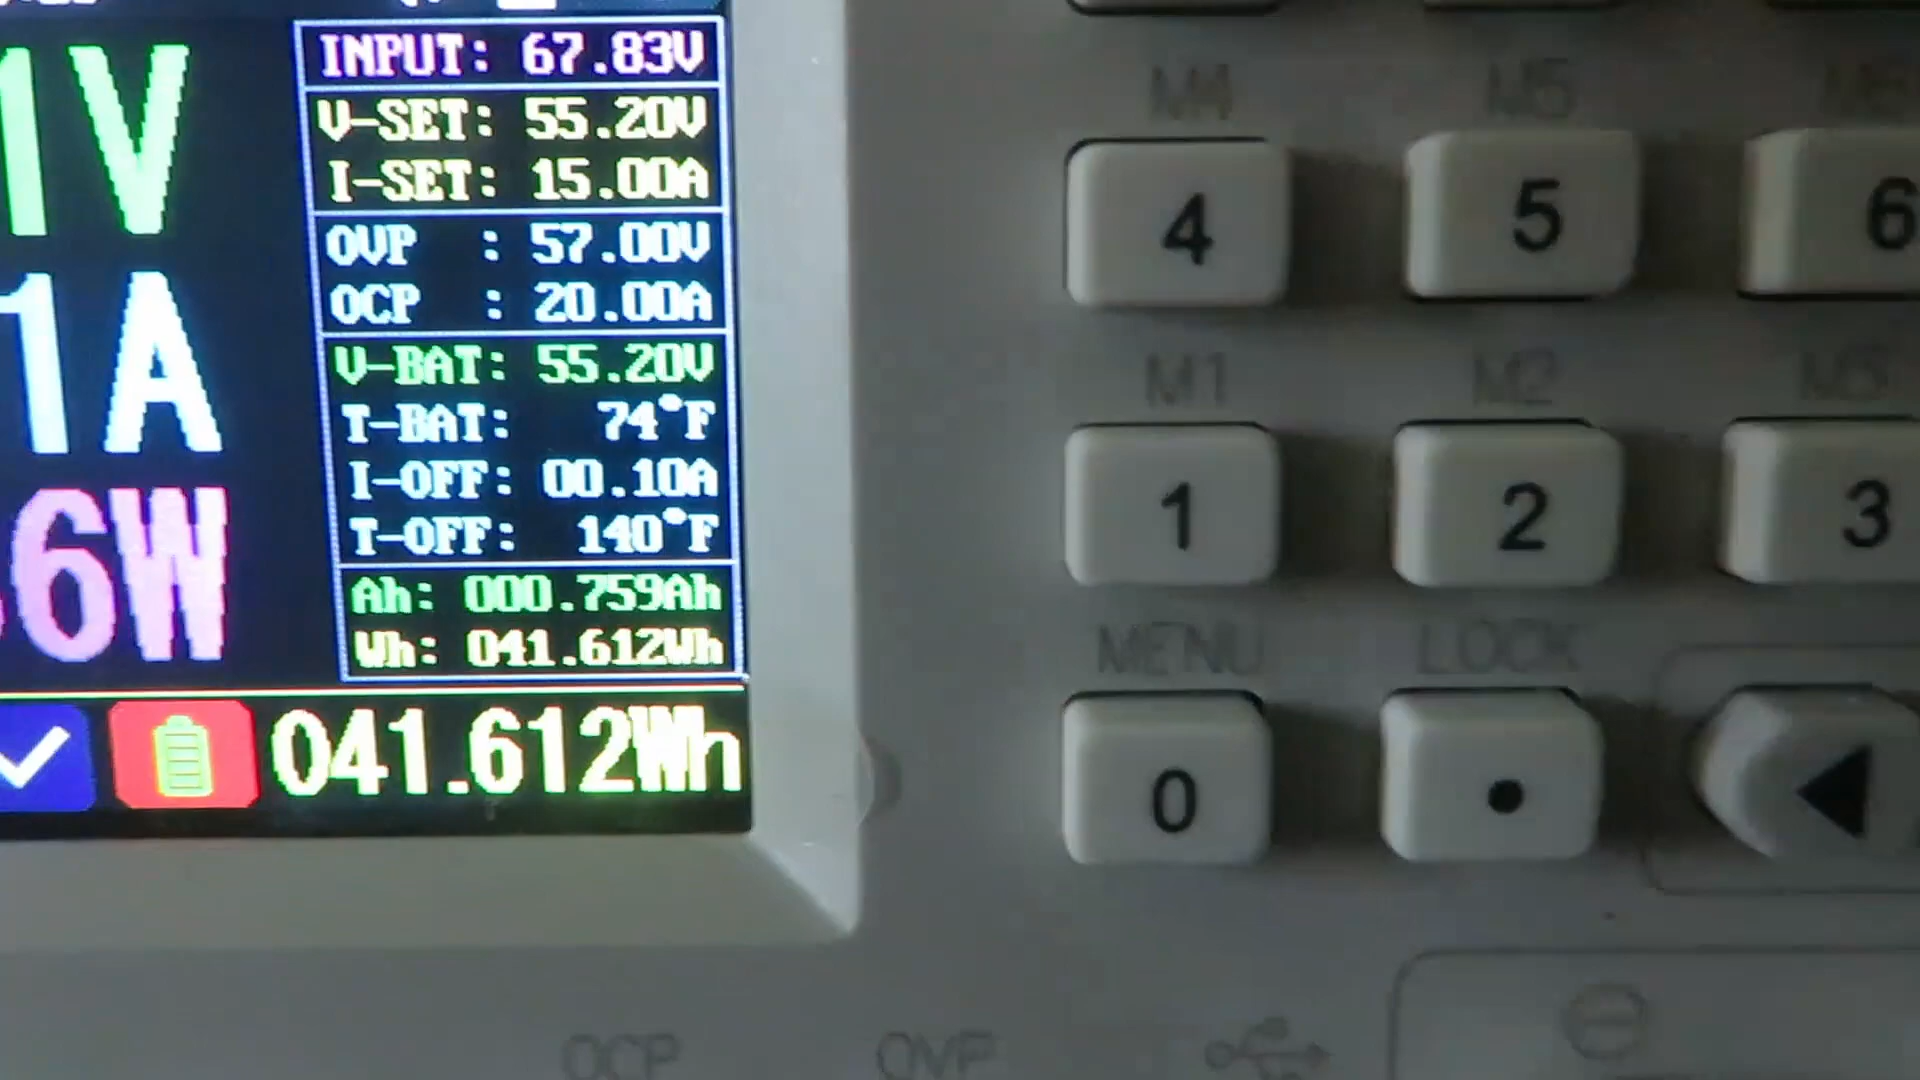 1V
INPUT: 67.83V
V-SET: 55.20V
I-SET: 15.00A
OVP : 57.00V
OCP : 20.00A
1A
V-BAT: 55.20V
T-BAT: 74°F
I-OFF: 00.10A
T-OFF: 140°F
6W
Ah: 000.759Ah
Wh: 041.612Wh
041.612Wh
M4 M5 M6
4 5 6
M1 M2 M3
1 2 3
MENU LOCK
0 •
OCP OVP